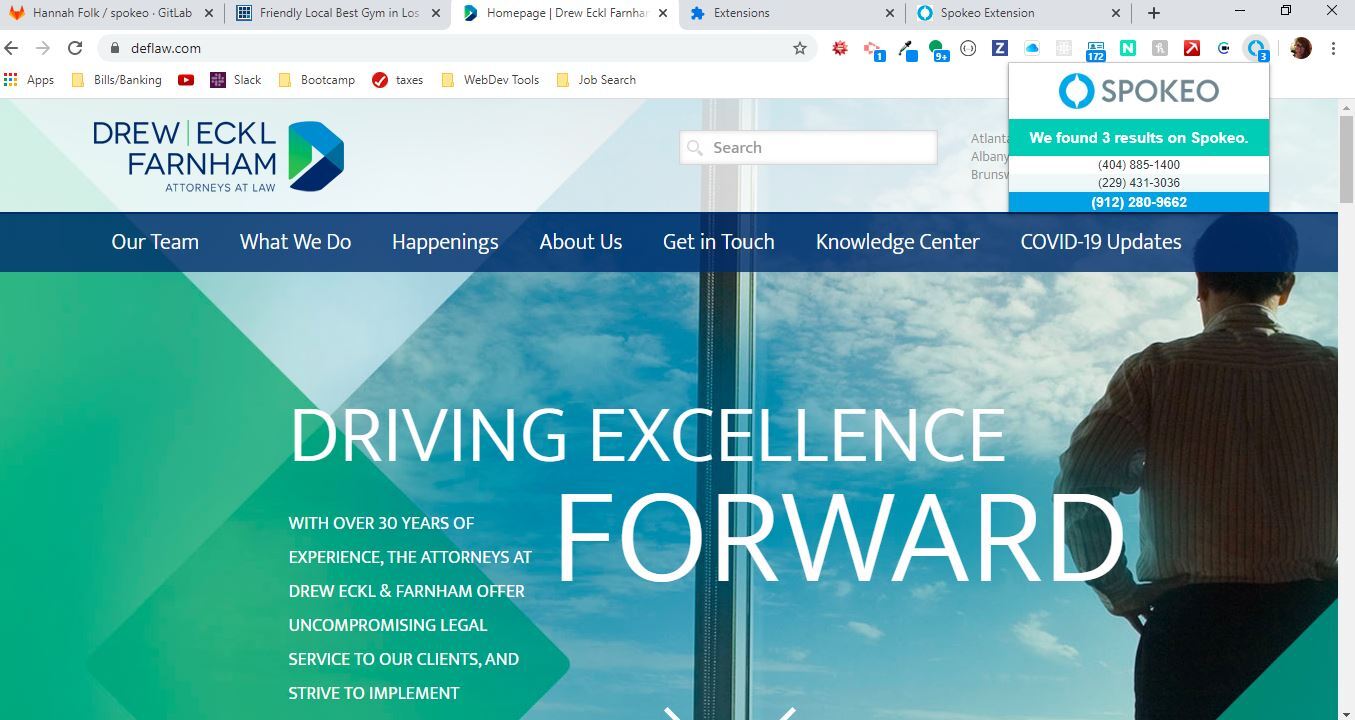 Hannah Folk / spokeo · GitLab
Friendly Local Best Gym in Los
Homepage | Drew Eckl Farnhar
Extensions
Spokeo Extension
deflaw.com
1
9+
Z
172
N
3
Apps
Bills/Banking
Slack
Bootcamp
taxes
WebDev Tools
Job Search
SPOKEO
We found 3 results on Spokeo.
(404) 885-1400
(229) 431-3036
(912) 280-9662
DREW | ECKL
FARNHAM
ATTORNEYS AT LAW
Search
Atlanta
Albany
Brunsw
Our Team
What We Do
Happenings
About Us
Get in Touch
Knowledge Center
COVID-19 Updates
DRIVING EXCELLENCE
FORWARD
WITH OVER 30 YEARS OF
EXPERIENCE, THE ATTORNEYS AT
DREW ECKL & FARNHAM OFFER
UNCOMPROMISING LEGAL
SERVICE TO OUR CLIENTS, AND
STRIVE TO IMPLEMENT